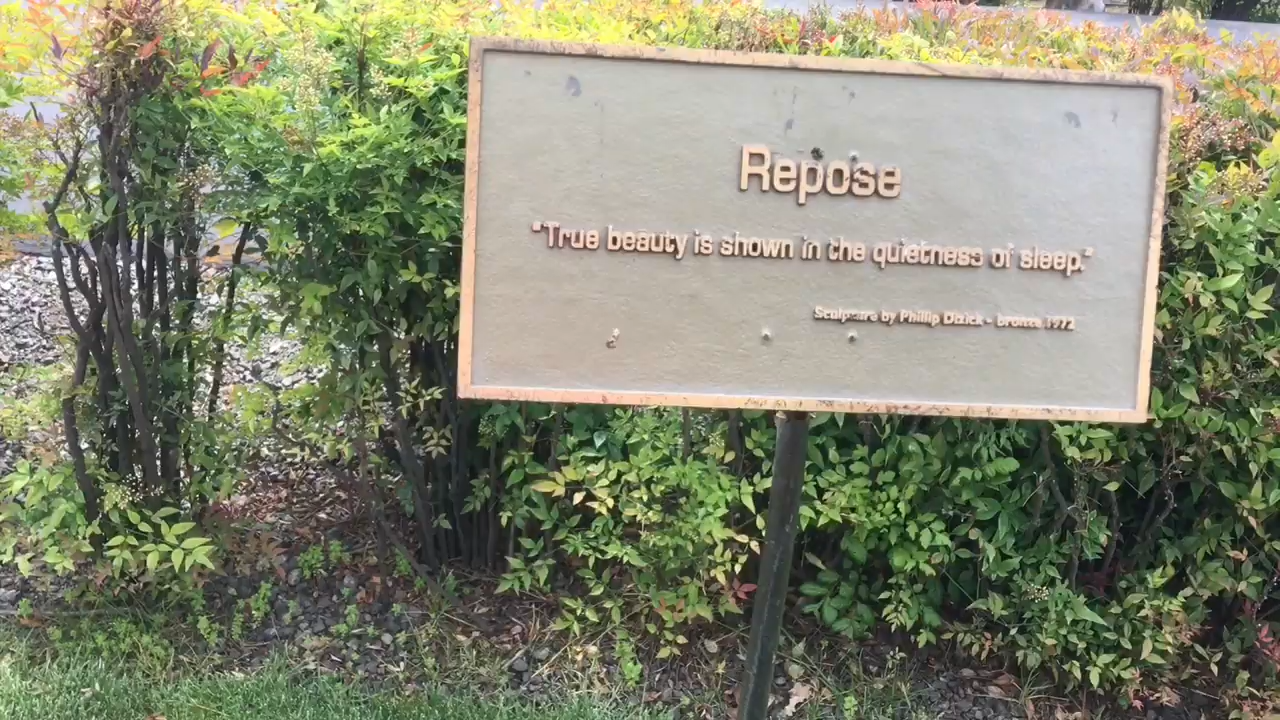 Repose
"True beauty is shown in the quietness of sleep."
Sculpture by Phillip Dizick - bronze 1972